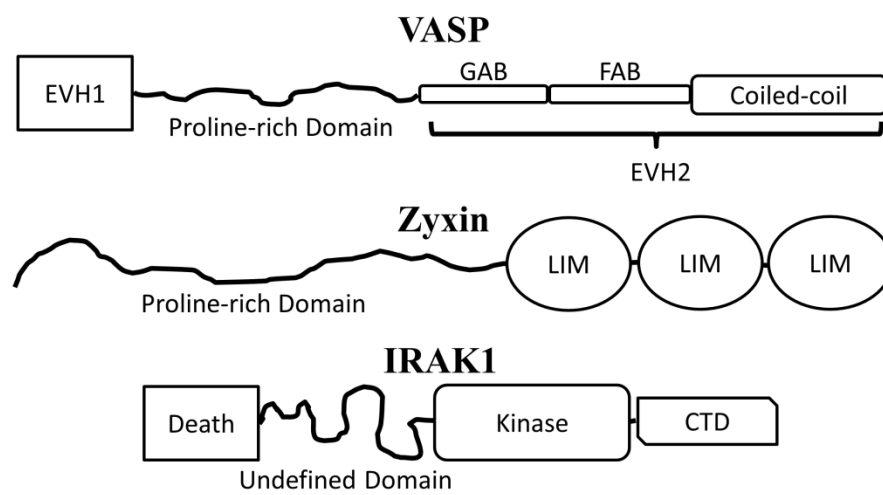 VASP
EVH1
GAB
FAB
Coiled-coil
Proline-rich Domain
EVH2
Zyxin
LIM
LIM
LIM
Proline-rich Domain
IRAK1
Death
Kinase
CTD
Undefined Domain